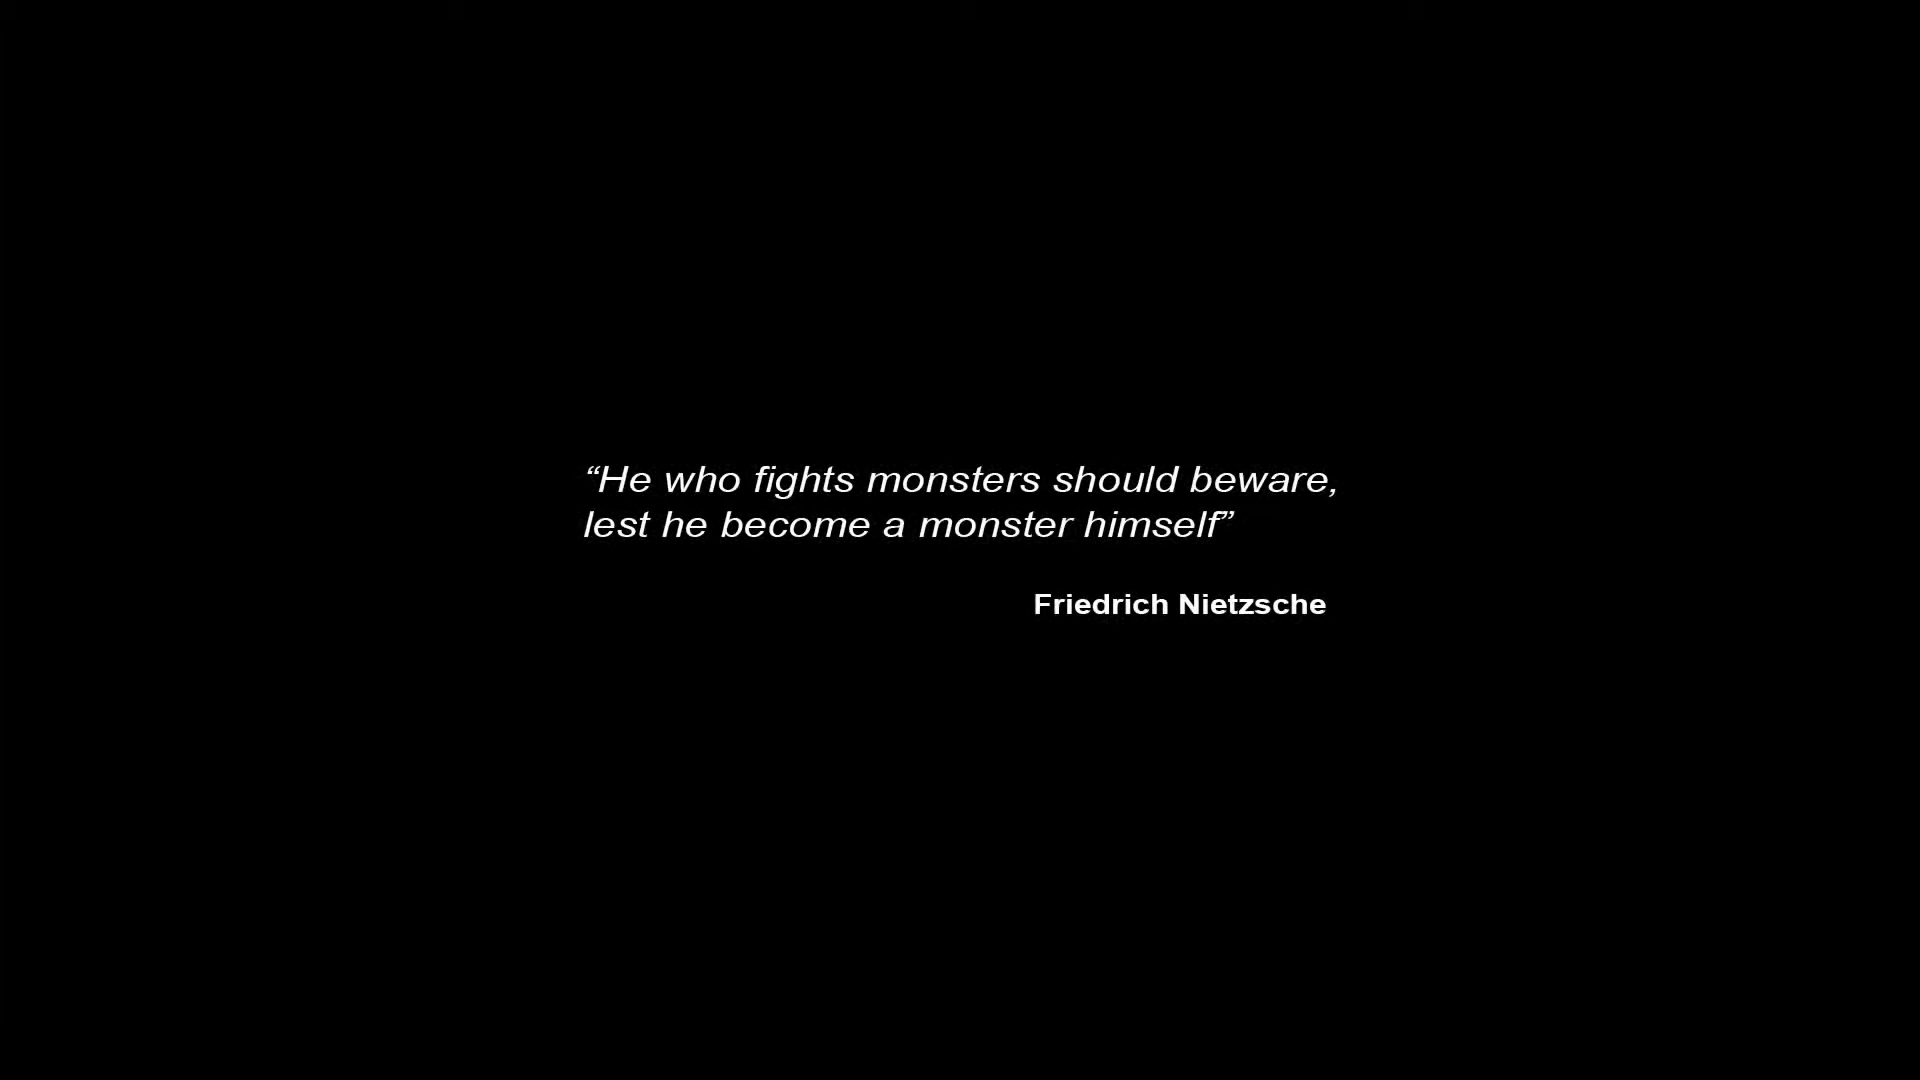 “He who fights monsters should beware,
lest he become a monster himself”
Friedrich Nietzsche